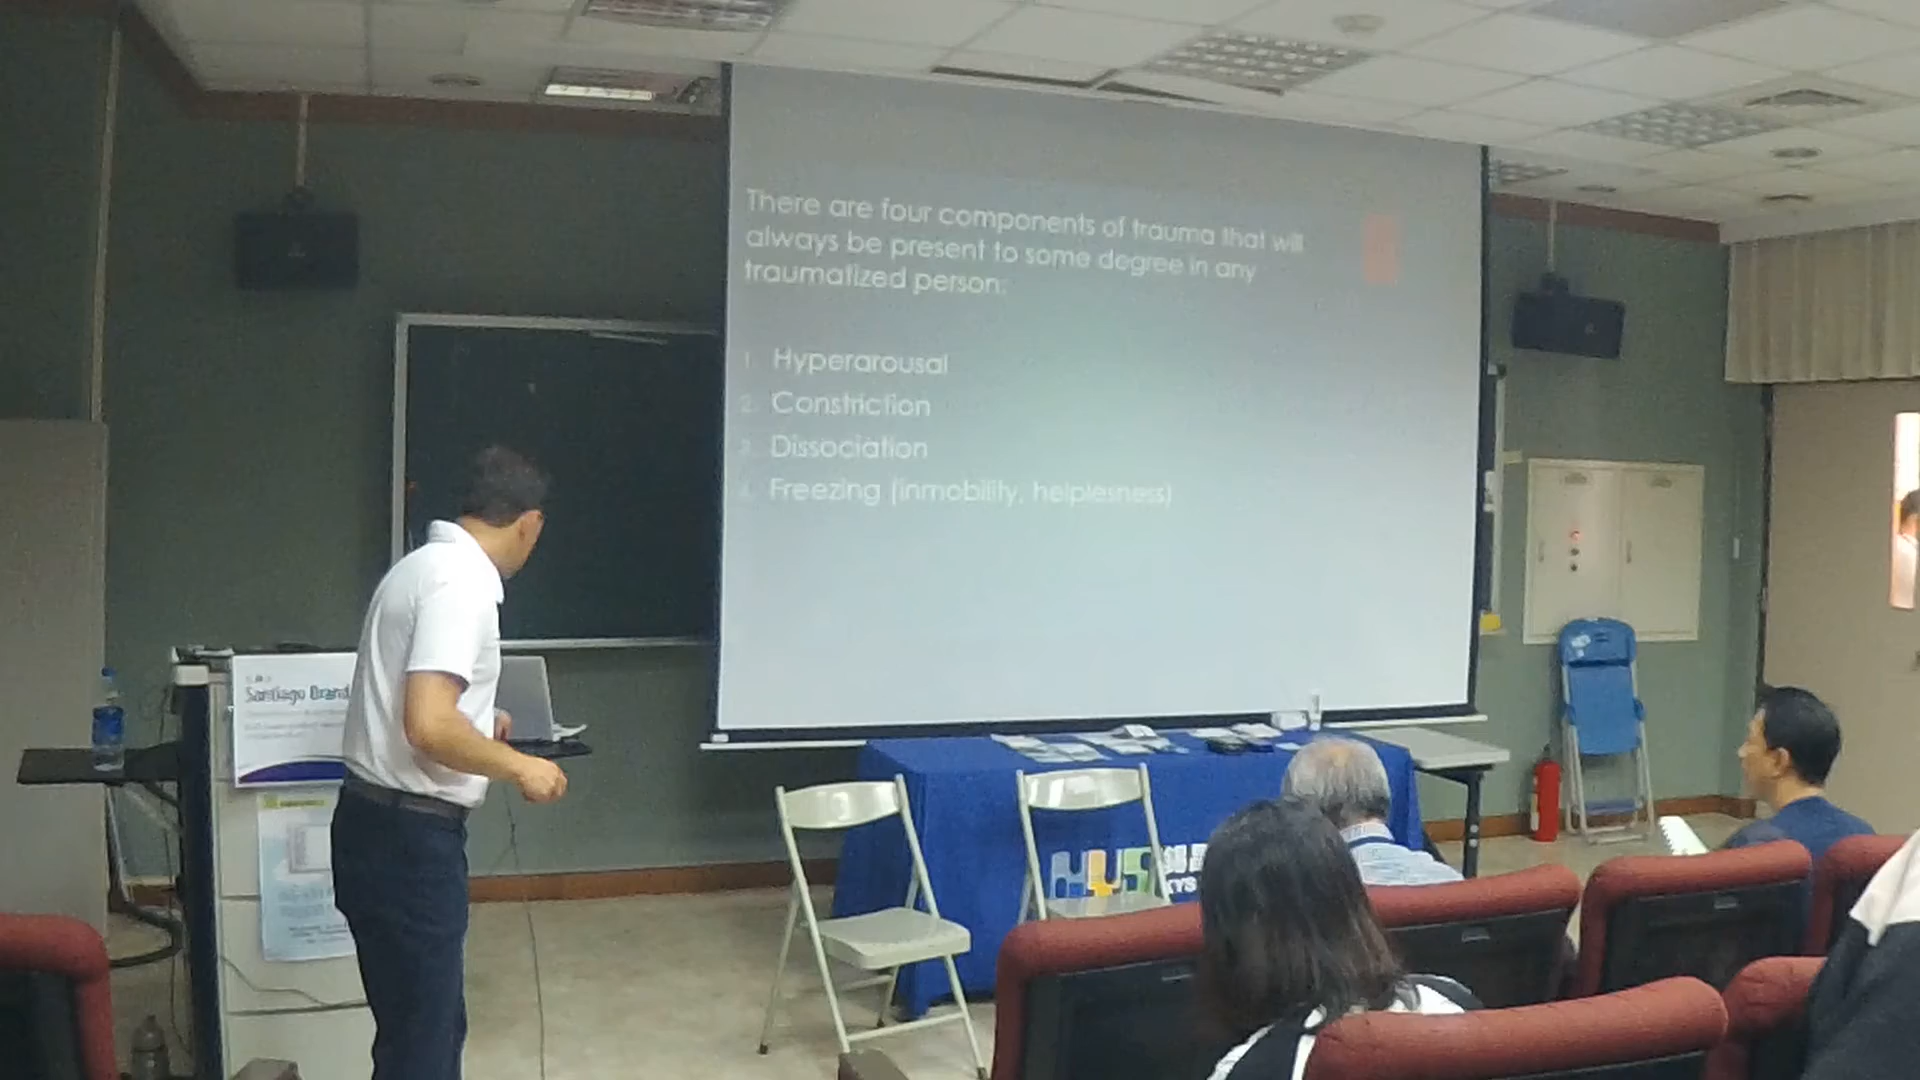 There are four components of trauma that will
always be present to some degree in any
traumatized person:
1. Hyperarousal
2. Constriction
3. Dissociation
4. Freezing (inmobility, helplesness)
Santiago Brand